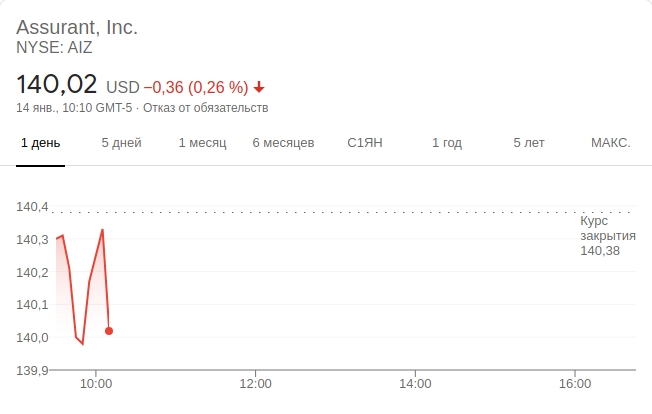 Assurant, Inc.
NYSE: AIZ
140,02 USD −0,36 (0,26 %)
14 янв., 10:10 GMT-5 · Отказ от обязательств
1 день 5 дней 1 месяц 6 месяцев С1ЯН 1 год 5 лет МАКС.
140,4
Курс
закрытия
140,38
140,3
140,2
140,1
140,0
139,9
10:00 12:00 14:00 16:00